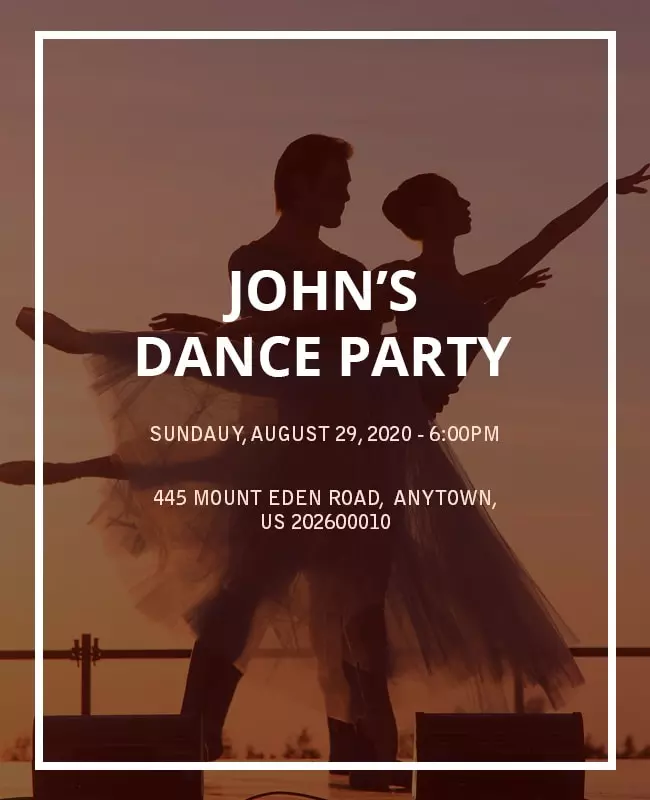 JOHN’S
DANCE PARTY
SUNDAUY, AUGUST 29, 2020 - 6:00PM
445 MOUNT EDEN ROAD, ANYTOWN,
US 202600010